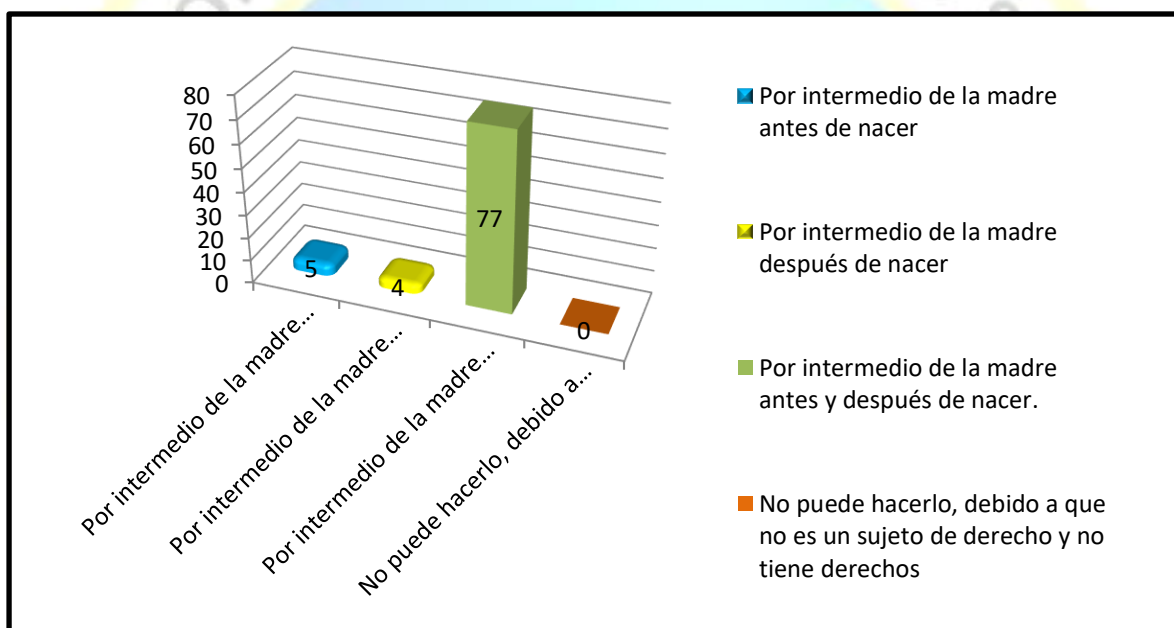 80
70
60
50
40
30
20
10
0
5
4
77
0
Por intermedio de la madre...
Por intermedio de la madre...
Por intermedio de la madre...
No puede hacerlo, debido a...
Por intermedio de la madre
antes de nacer
Por intermedio de la madre
después de nacer
Por intermedio de la madre
antes y después de nacer.
No puede hacerlo, debido a que
no es un sujeto de derecho y no
tiene derechos